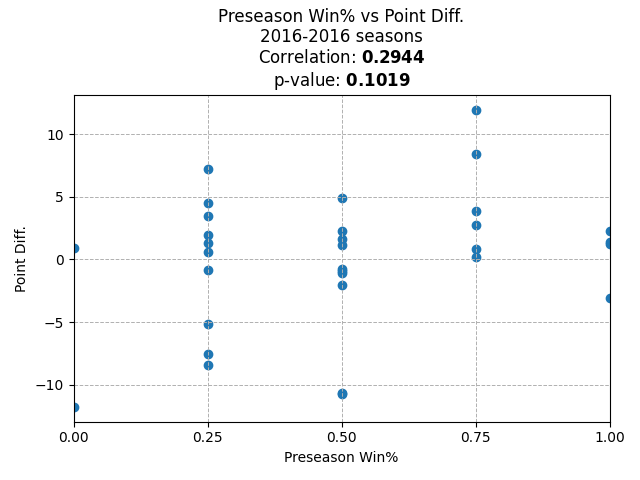 Preseason Win% vs Point Diff.
2016-2016 seasons
Correlation: 0.2944
p-value: 0.1019
10
5
0
−5
−10
Point Diff.
0.00 0.25 0.50 0.75 1.00
Preseason Win%